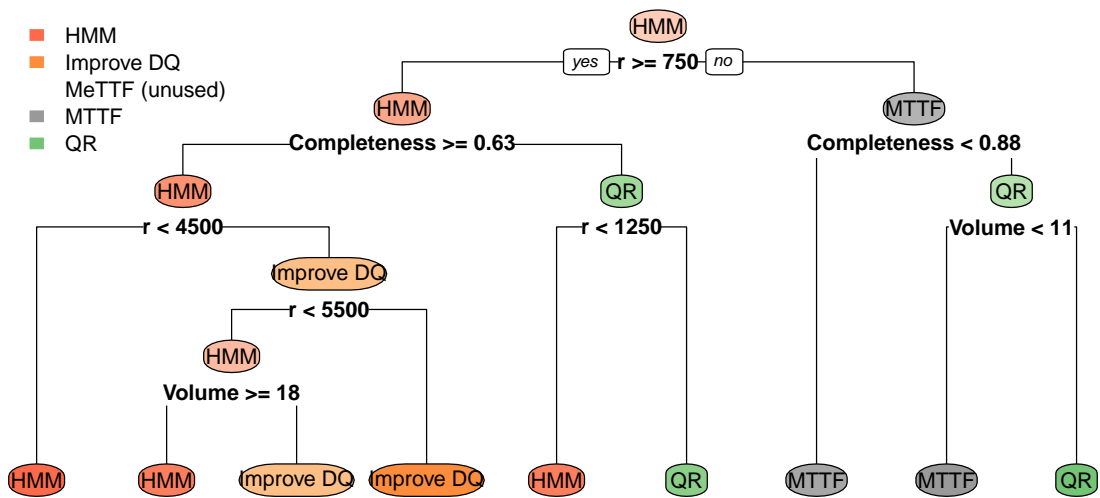 HMM
Improve DQ
MeTTF (unused)
MTTF
QR
HMM
yes r >= 750 no
HMM MTTF
Completeness >= 0.63 Completeness < 0.88
HMM QR QR
r < 4500 r < 1250 Volume < 11
Improve DQ
r < 5500
HMM
Volume >= 18
HMM HMM Improve DQ Improve DQ HMM QR MTTF MTTF QR